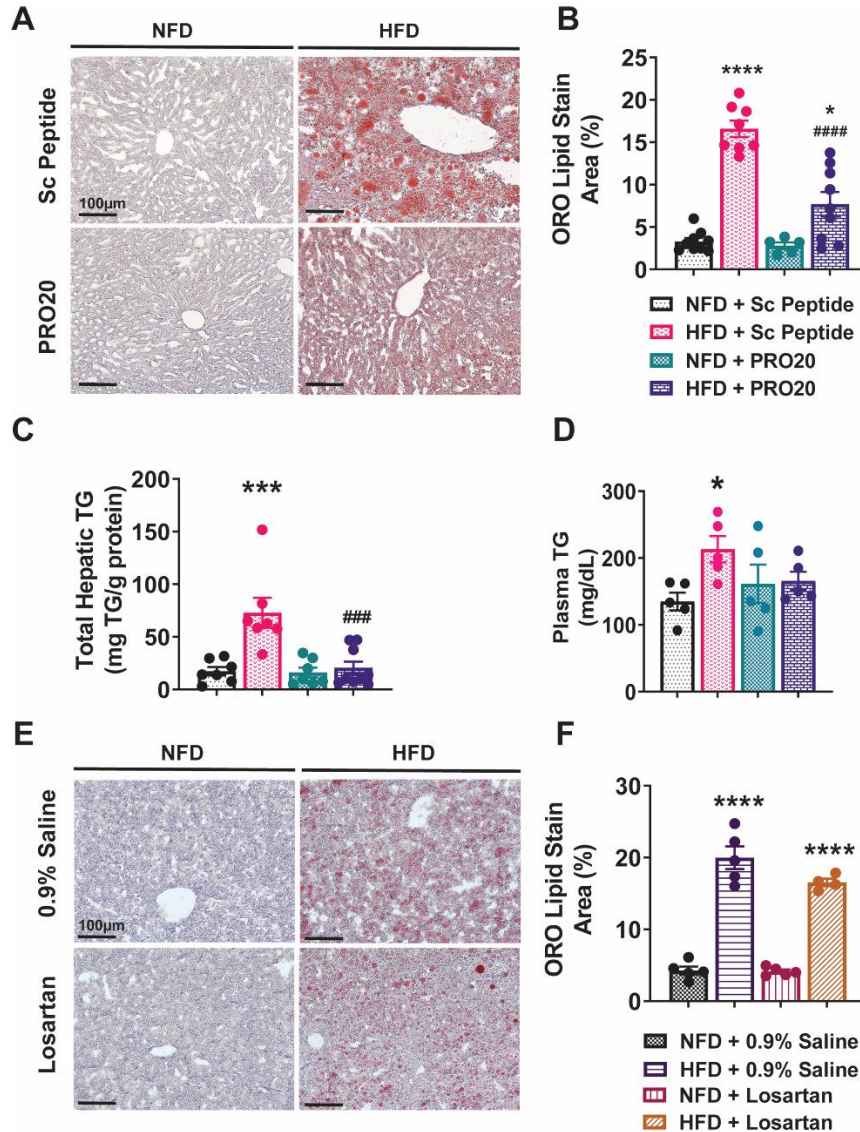 A
NFD
HFD
Sc Peptide
100μm
PRO20
B
ORO Lipid Stain
Area (%)
25
20
15
10
5
0
****
*
####
NFD + Sc Peptide
HFD + Sc Peptide
NFD + PRO20
HFD + PRO20
C
Total Hepatic TG
(mg TG/g protein)
200
150
100
50
0
***
###
D
Plasma TG
(mg/dL)
300
200
100
0
*
E
NFD
HFD
0.9% Saline
100μm
Losartan
F
ORO Lipid Stain
Area (%)
30
20
10
0
****
****
NFD + 0.9% Saline
HFD + 0.9% Saline
NFD + Losartan
HFD + Losartan